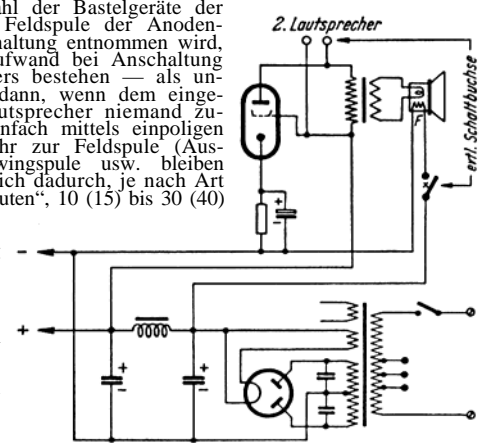 hl der Bastelgeräte der
Feldspule der Anoden-
haltung entnommen wird,
ufwand bei Anschaltung
ers bestehen — als un-
dann, wenn dem einge-
utsprecher niemand zu-
nfach mittels einpoligen
hr zur Feldspule (Aus-
wingspule usw. bleiben
ich dadurch, je nach Art
uten“, 10 (15) bis 30 (40)
2. Lautsprecher
F
evtl. Schaltbuchse
x
+
-
-
+
+
-
+
-